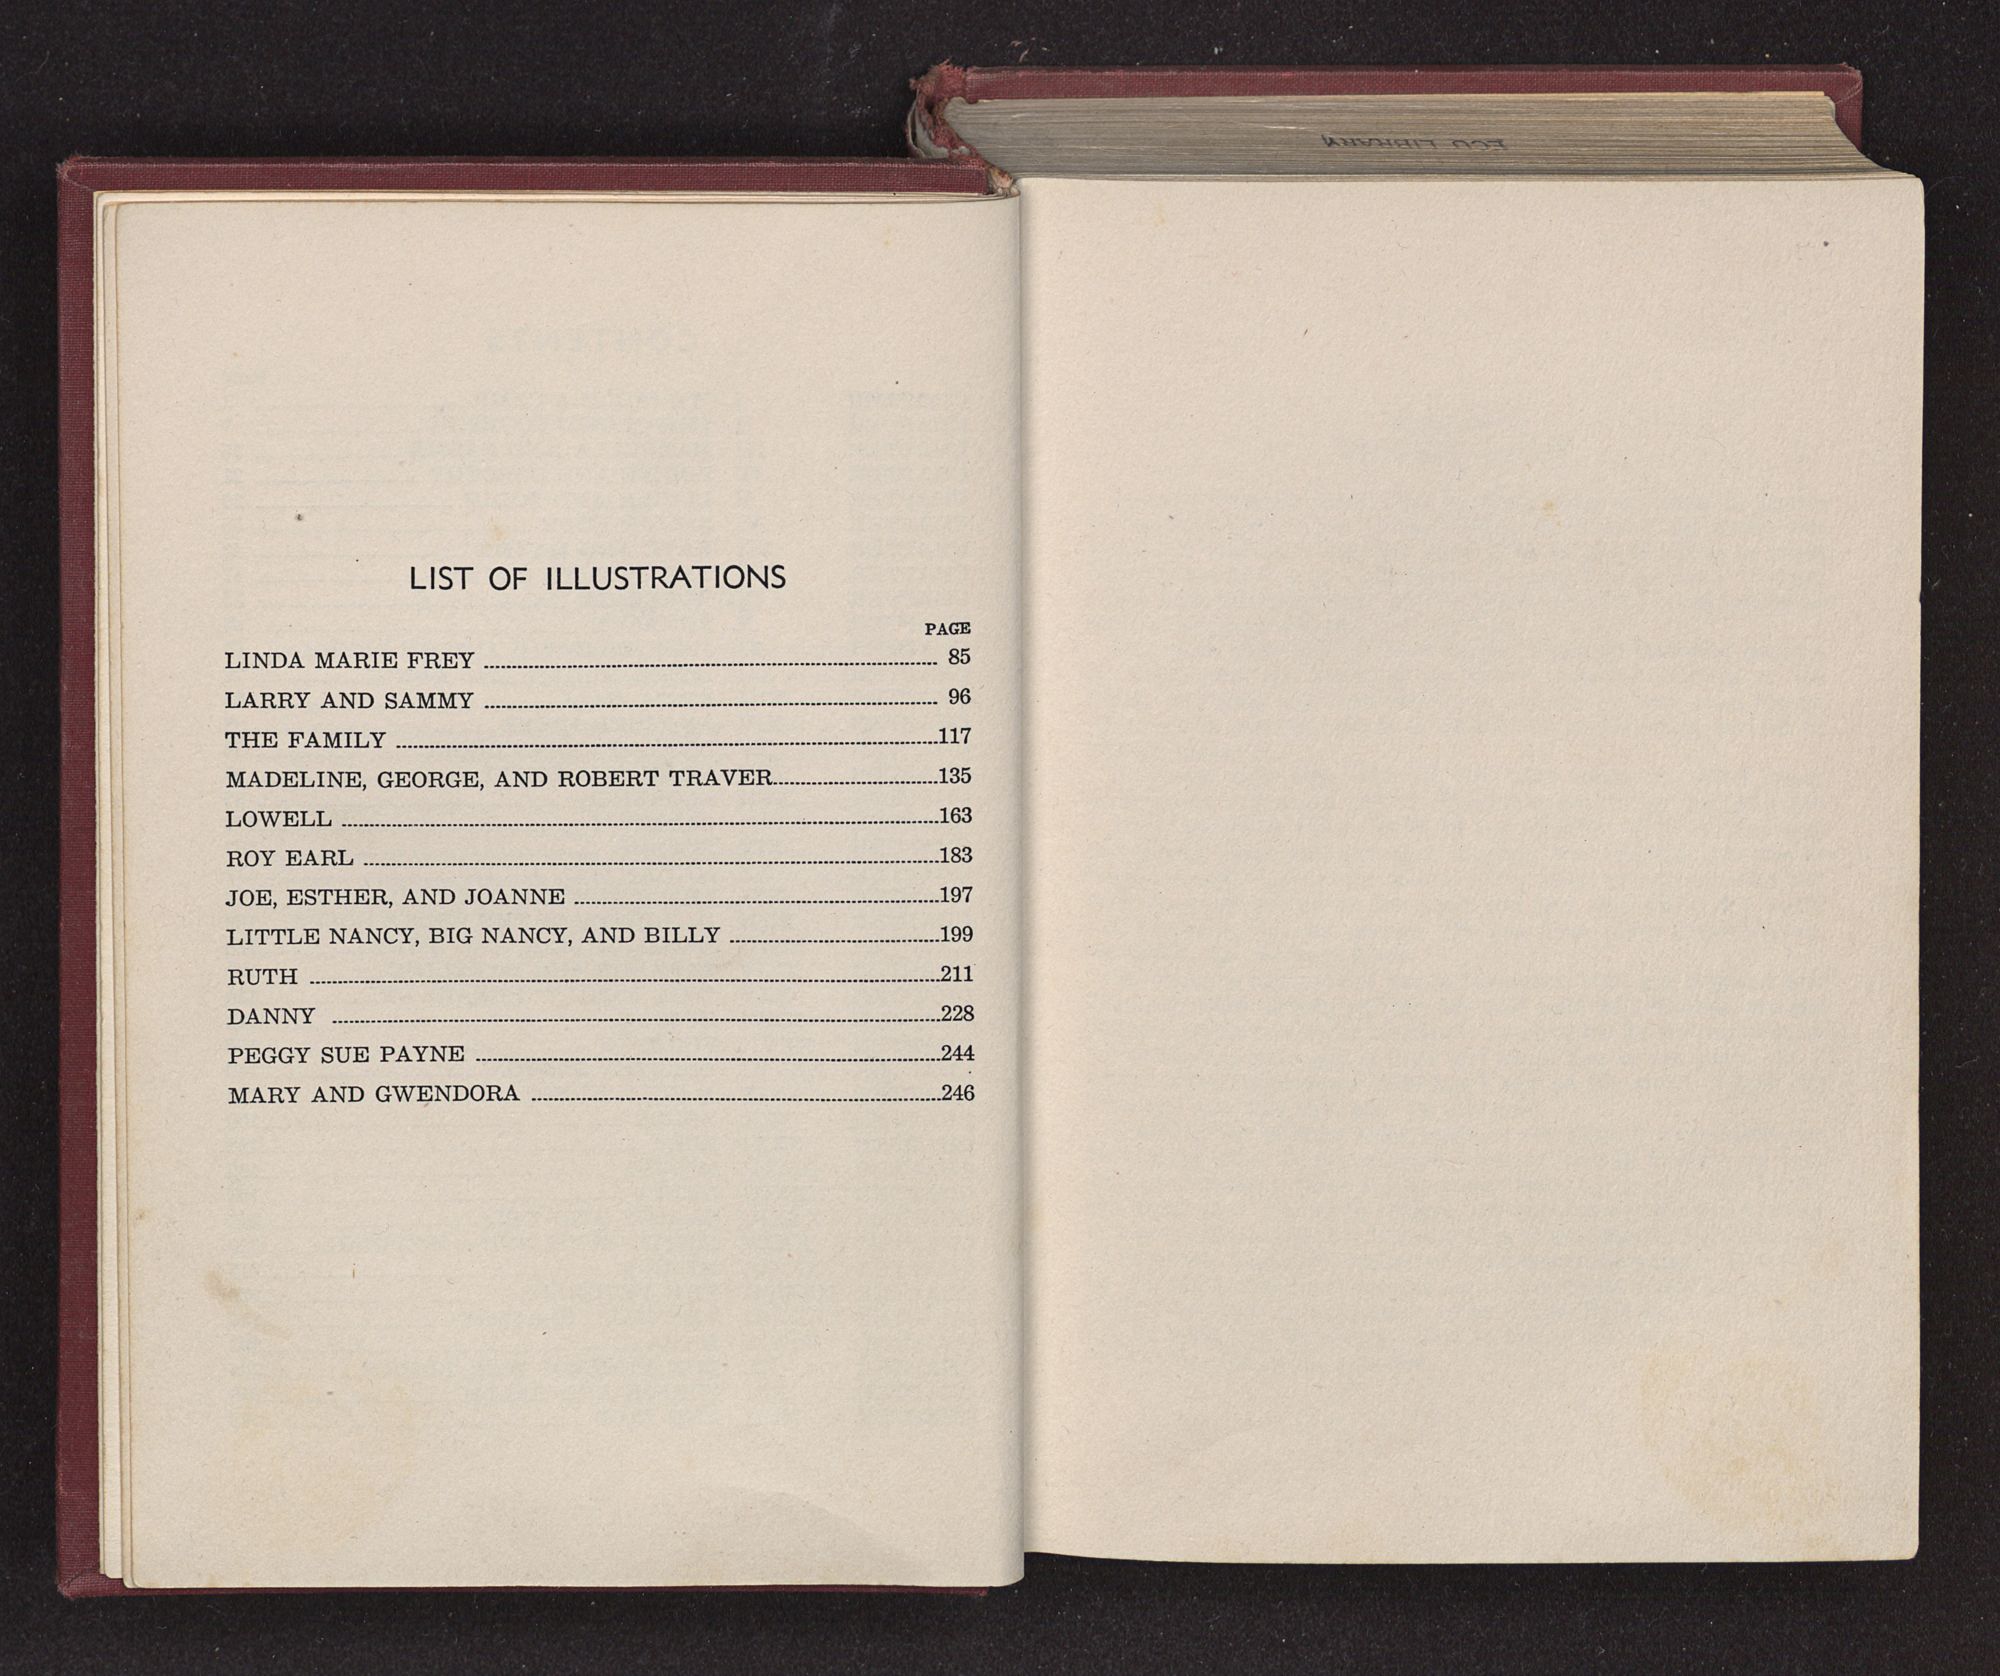 ECU LIBRARY
LIST OF ILLUSTRATIONS
PAGE
LINDA MARIE FREY 85
LARRY AND SAMMY 96
THE FAMILY 117
MADELINE, GEORGE, AND ROBERT TRAVER 135
LOWELL 163
ROY EARL 183
JOE, ESTHER, AND JOANNE 197
LITTLE NANCY, BIG NANCY, AND BILLY 199
RUTH 211
DANNY 228
PEGGY SUE PAYNE 244
MARY AND GWENDORA 246